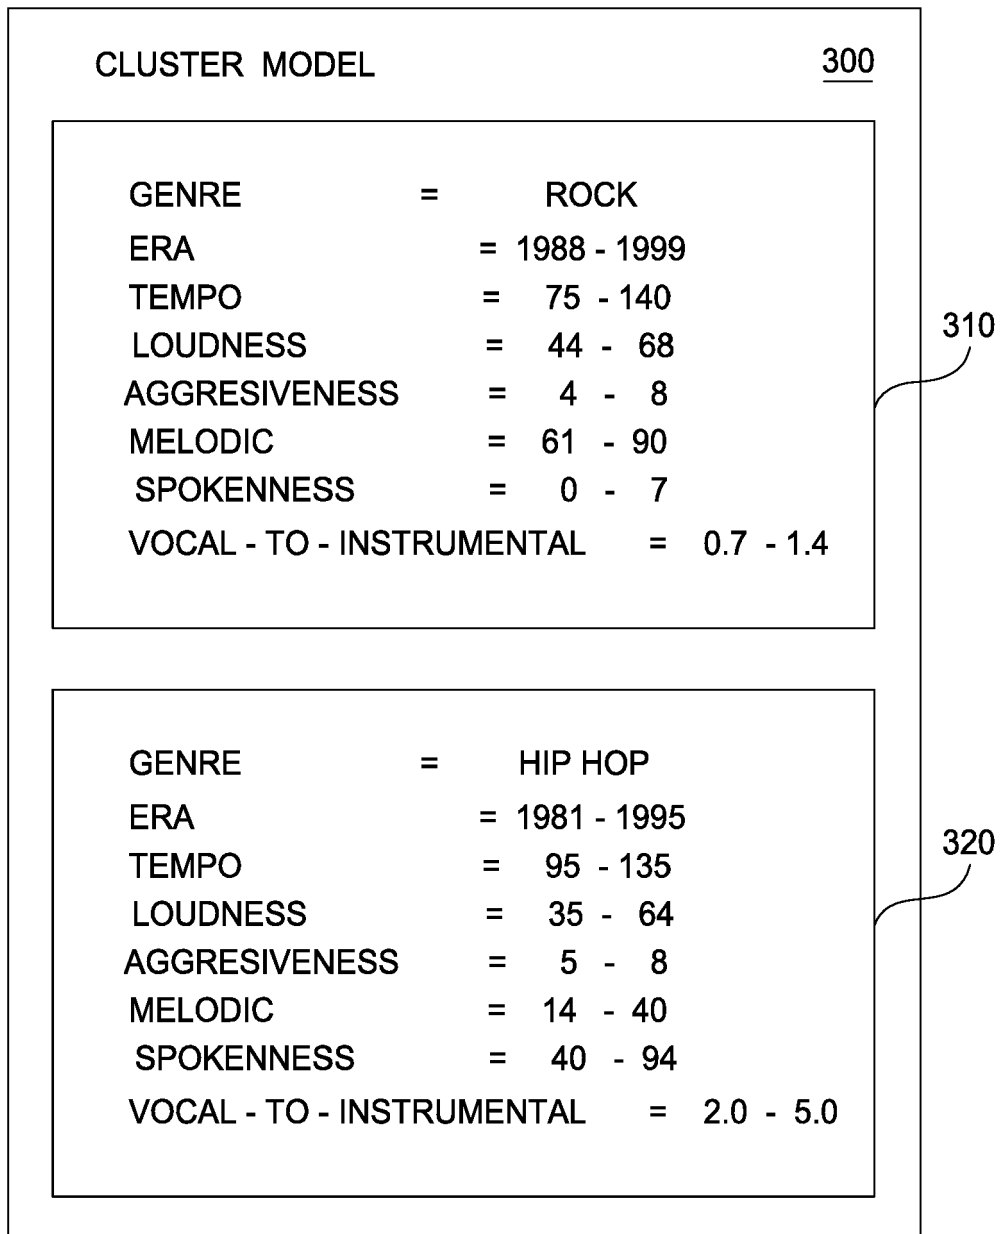 CLUSTER MODEL 300
GENRE = ROCK
ERA = 1988 - 1999
TEMPO = 75 - 140
LOUDNESS = 44 - 68
310
AGGRESIVENESS = 4 - 8
MELODIC = 61 - 90
SPOKENNESS = 0 - 7
VOCAL - TO - INSTRUMENTAL = 0.7 - 1.4
GENRE = HIP HOP
ERA = 1981 - 1995
320
TEMPO = 95 - 135
LOUDNESS = 35 - 64
AGGRESIVENESS = 5 - 8
MELODIC = 14 - 40
SPOKENNESS = 40 - 94
VOCAL - TO - INSTRUMENTAL = 2.0 - 5.0